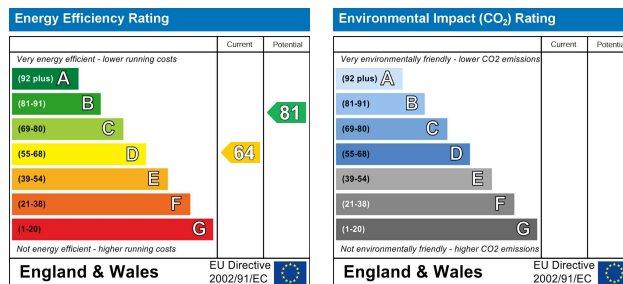 Energy Efficiency Rating
Current Potential
Very energy efficient - lower running costs
(92 plus) A
(81-91) B
(69-80) C
(55-68) D
(39-54) E
(21-38) F
(1-20) G
64
81
Not energy efficient - higher running costs
England & Wales
EU Directive
2002/91/EC
Environmental Impact (CO2) Rating
Current Potential
Very environmentally friendly - lower CO2 emissions
(92 plus) A
(81-91) B
(69-80) C
(55-68) D
(39-54) E
(21-38) F
(1-20) G
Not environmentally friendly - higher CO2 emissions
England & Wales
EU Directive
2002/91/EC